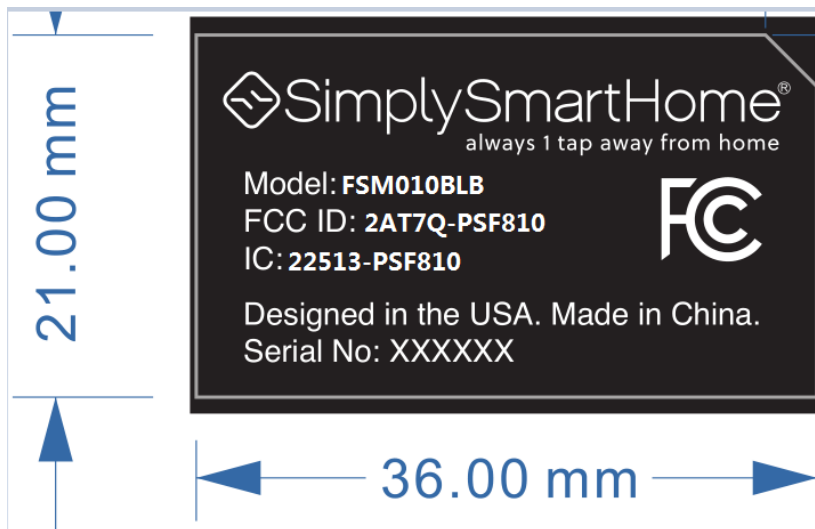 21.00 mm
SimplySmartHome®
always 1 tap away from home
Model: FSM010BLB
FCC ID: 2AT7Q-PSF810
FC
IC: 22513-PSF810
Designed in the USA. Made in China.
Serial No: XXXXXX
36.00 mm